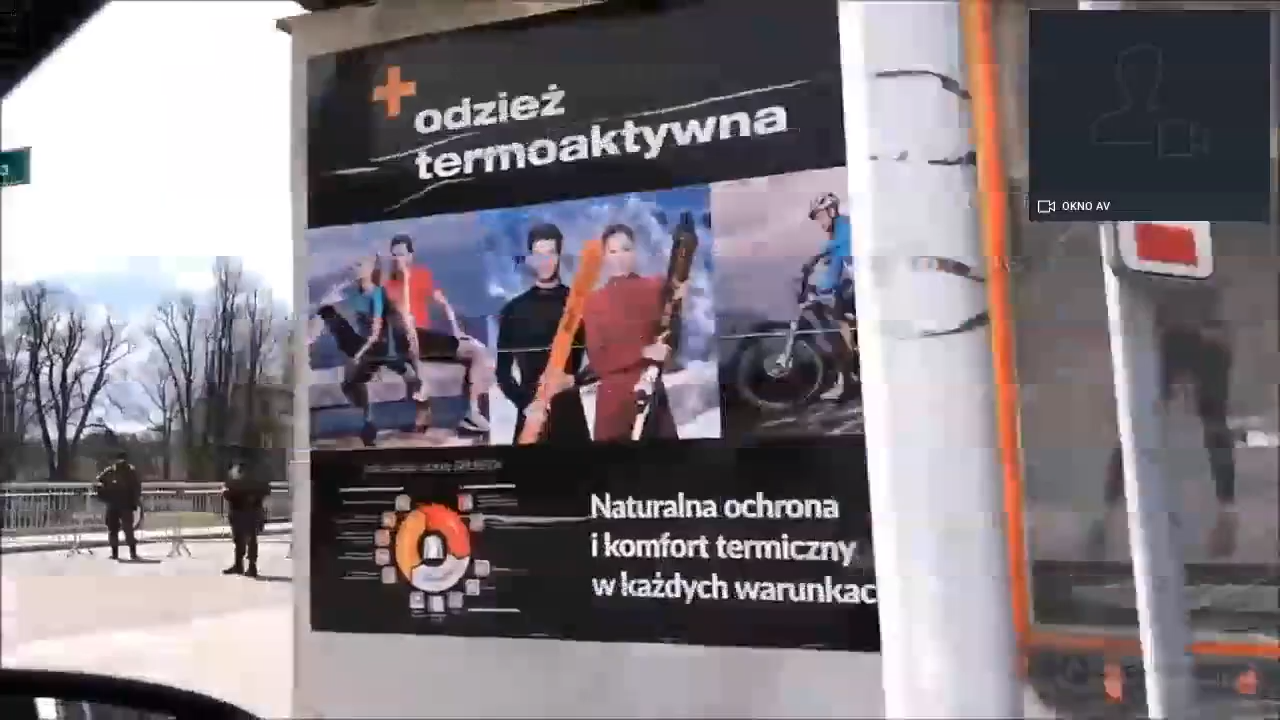 odzież
termoaktywna
Naturalna ochrona
i komfort termiczny
w każdych warunkac
OKNO AV